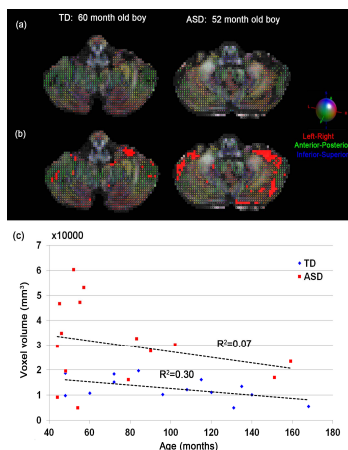 TD: 60 month old boy
ASD: 52 month old boy
(a)
Left-Right
Anterior-Posterior
Inferior-Superior
(b)
(c)
x10000
7
6
5
4
3
2
1
0
Voxel volume (mm³)
TD
ASD
R²=0.07
R²=0.30
40 60 80 100 120 140 160 180
Age (months)